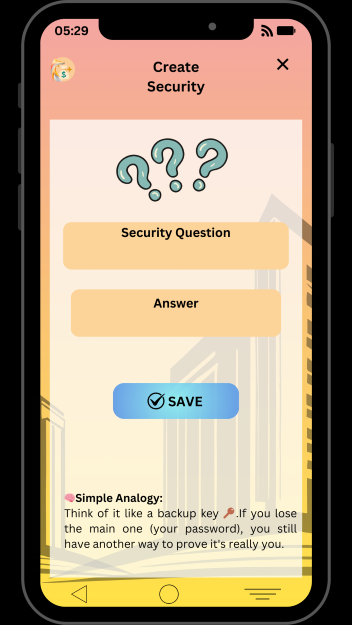 05:29
Create
Security
$
Security Question
Answer
SAVE
🧠Simple Analogy:
Think of it like a backup key 🔑.If you lose
the main one (your password), you still
have another way to prove it's really you.